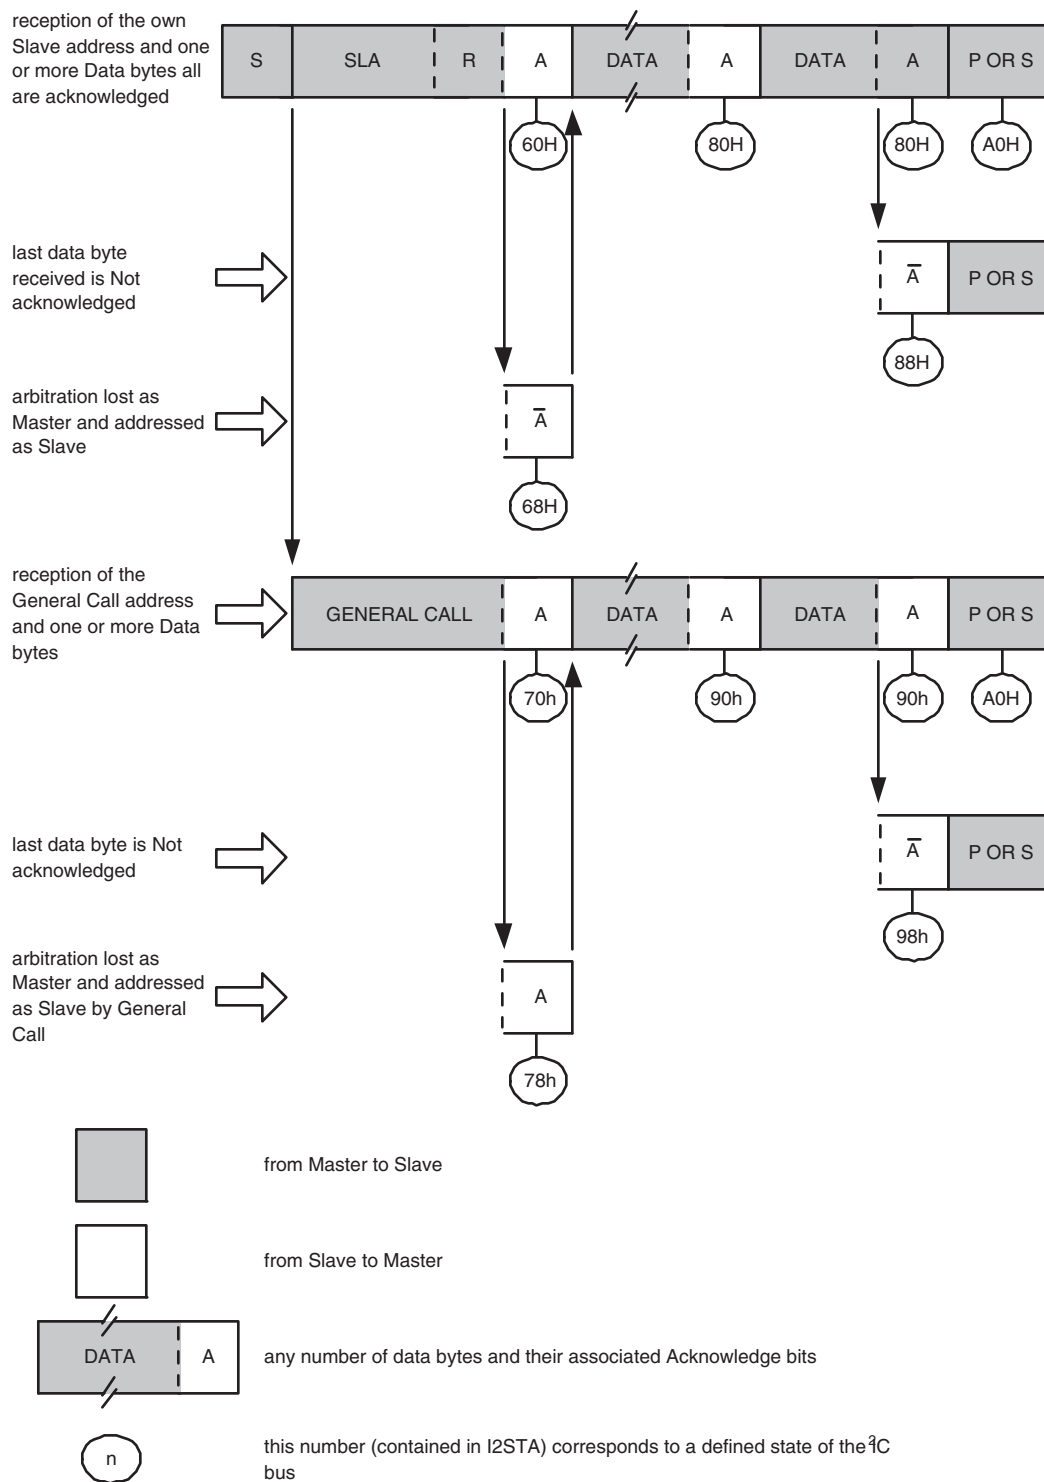 reception of the own
Slave address and one
or more Data bytes all
are acknowledged
S SLA R A DATA A DATA A P OR S
60H 80H 80H A0H
last data byte
received is Not
acknowledged
A̅ P OR S
88H
arbitration lost as
Master and addressed
as Slave
A̅
68H
reception of the
General Call address
and one or more Data
bytes
GENERAL CALL A DATA A DATA A P OR S
70h 90h 90h A0H
last data byte is Not
acknowledged
A̅ P OR S
98h
arbitration lost as
Master and addressed
as Slave by General
Call
A
78h
from Master to Slave
from Slave to Master
DATA A
any number of data bytes and their associated Acknowledge bits
n
this number (contained in I2STA) corresponds to a defined state of the I²C
bus